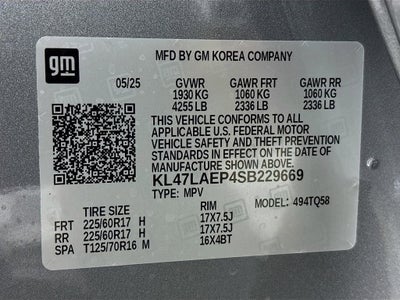 gm
MFD BY GM KOREA COMPANY
05/25 GVWR GAWR FRT GAWR RR
1930 KG 1060 KG 1060 KG
4255 LB 2336 LB 2336 LB
THIS VEHICLE CONFORMS TO ALL
APPLICABLE U.S. FEDERAL MOTOR
VEHICLE SAFETY AND THEFT PREVENTION
STANDARDS IN EFFECT ON THE DATE OF
MANUFACTURE SHOWN ABOVE.
KL47LAEP4SB229669
TYPE: MPV MODEL: 494TQ58
TIRE SIZE RIM
FRT 225/60R17 H 17X7.5J
RR 225/60R17 H 17X7.5J
SPA T125/70R16 M 16X4BT